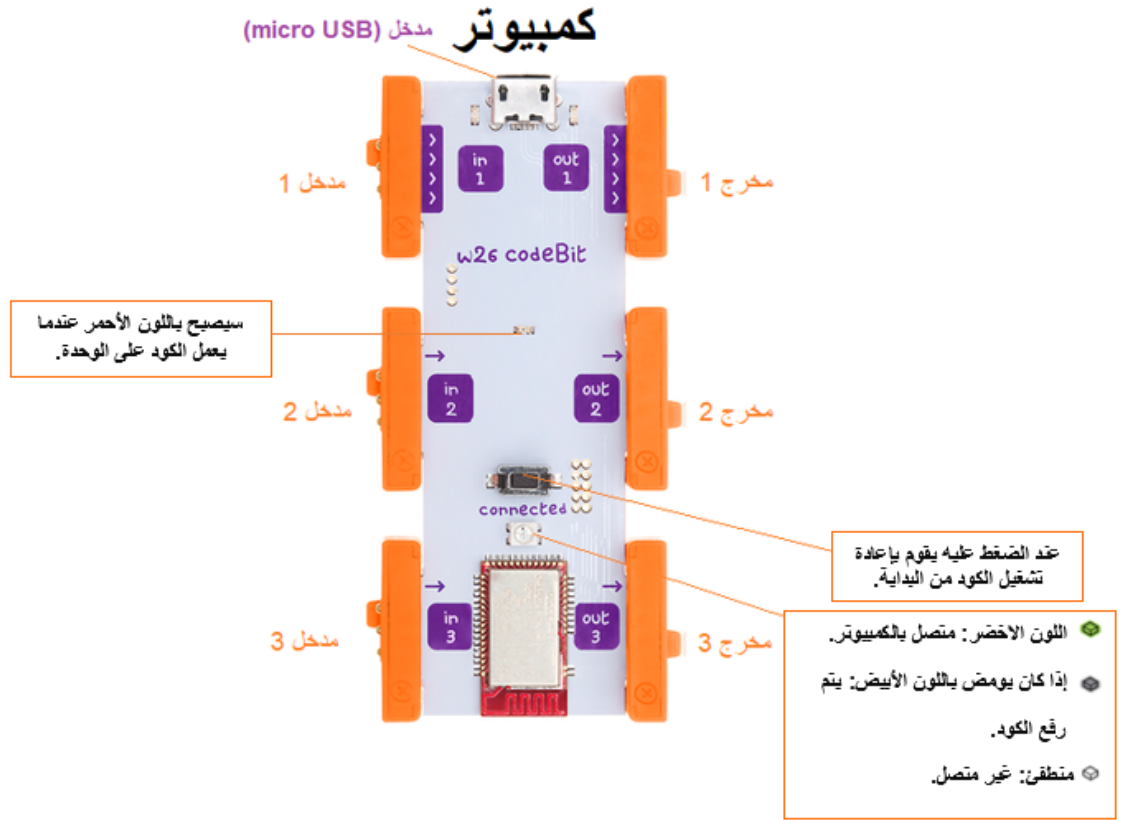 كمبيوتر
مدخل (micro USB)
in
1
out
1
مدخل 1
مخرج 1
w26 codeBit
سيصبح باللون الأحمر عندما
يعمل الكود على الوحدة.
in
2
out
2
مدخل 2
مخرج 2
connected
عند الضغط عليه يقوم بإعادة
تشغيل الكود من البداية.
in
3
out
3
مدخل 3
مخرج 3
اللون الاخضر: متصل بالكمبيوتر.
إذا كان يومض باللون الأبيض: يتم
رفع الكود.
منطفئ: غير متصل.